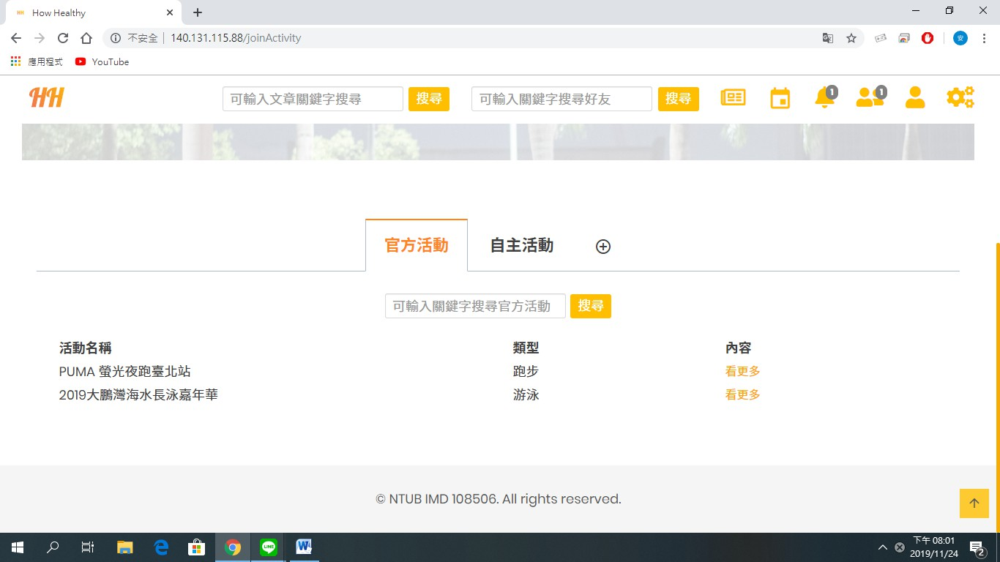 How Healthy
不安全 140.131.115.88/joinActivity
應用程式 YouTube
HH 可輸入文章關鍵字搜尋 搜尋 可輸入關鍵字搜尋好友 搜尋 1 1 安
官方活動 自主活動
可輸入關鍵字搜尋官方活動 搜尋
活動名稱 類型 內容
PUMA 螢光夜跑臺北站 跑步 看更多
2019大鵬灣海水長泳嘉年華 游泳 看更多
© NTUB IMD 108506. All rights reserved.
LINE W 下午 08:01
2019/11/24 2